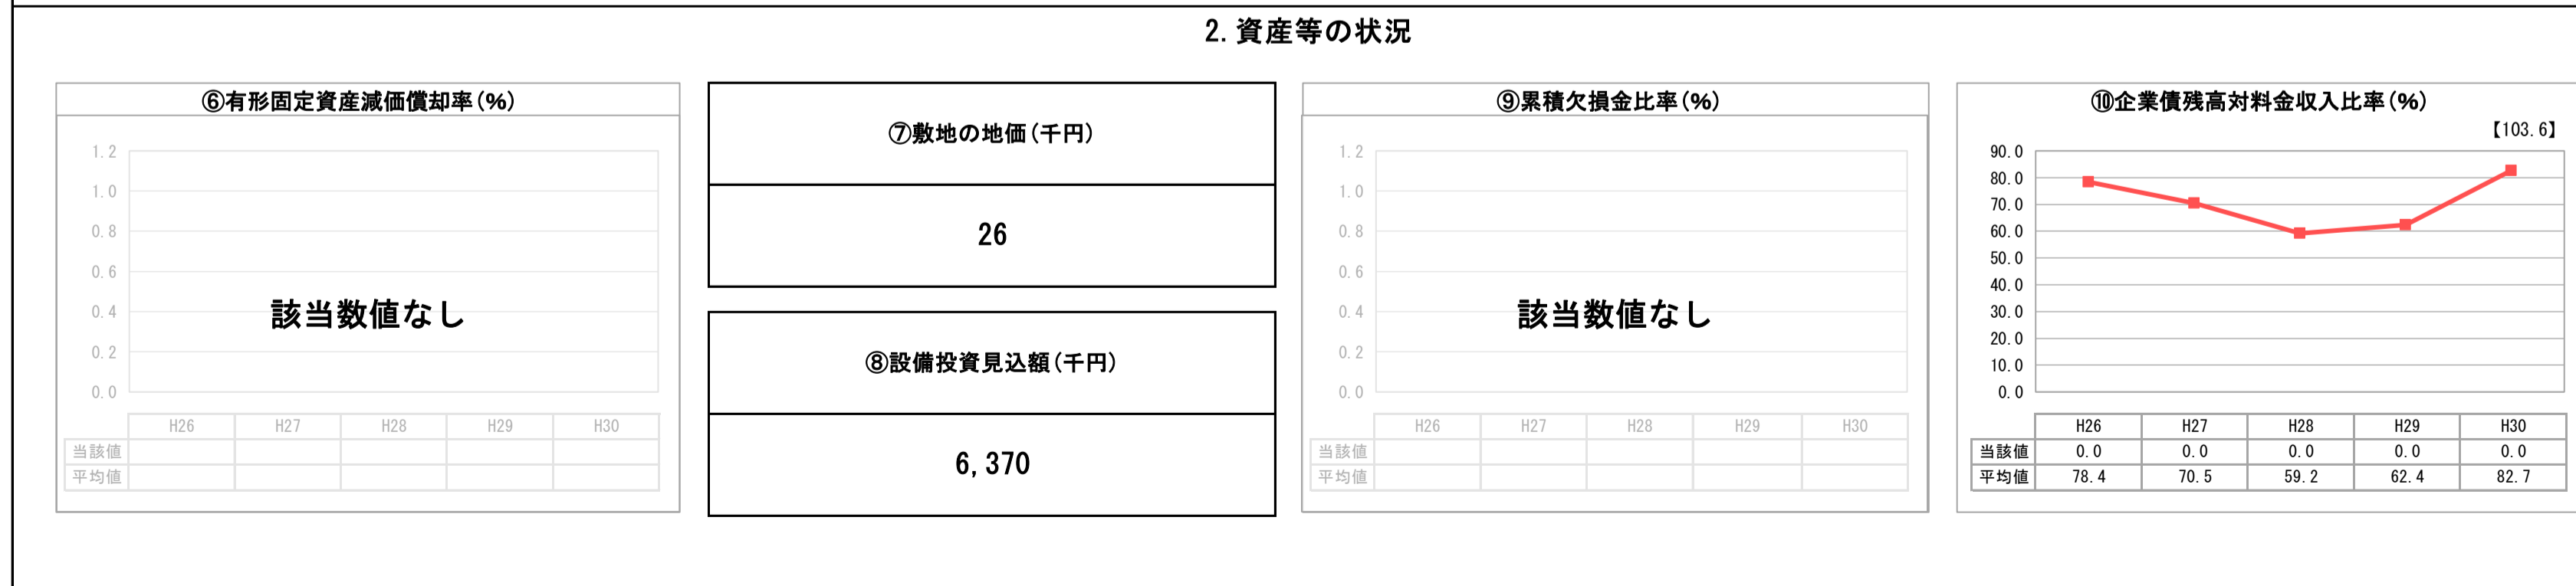 2.資産等の状況
⑥有形固定資産減価償却率(%)
1.2
1.0
0.8
0.6
0.4
0.2
0.0
該当数値なし
H26 H27 H28 H29 H30
当該値
平均値
⑦敷地の地価(千円)
26
⑧設備投資見込額(千円)
6,370
⑨累積欠損金比率(%)
1.2
1.0
0.8
0.6
0.4
0.2
0.0
該当数値なし
H26 H27 H28 H29 H30
当該値
平均値
⑩企業債残高対料金収入比率(%)
【103.6】
90.0
80.0
70.0
60.0
50.0
40.0
30.0
20.0
10.0
0.0
H26 H27 H28 H29 H30
当該値 0.0 0.0 0.0 0.0 0.0
平均値 78.4 70.5 59.2 62.4 82.7